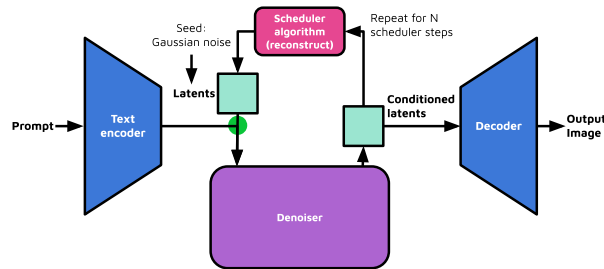 Seed:
Gaussian noise
Scheduler
algorithm
(reconstruct)
Repeat for N
scheduler steps
Latents
Conditioned
latents
Prompt
Text
encoder
Decoder
Output
Image
Denoiser